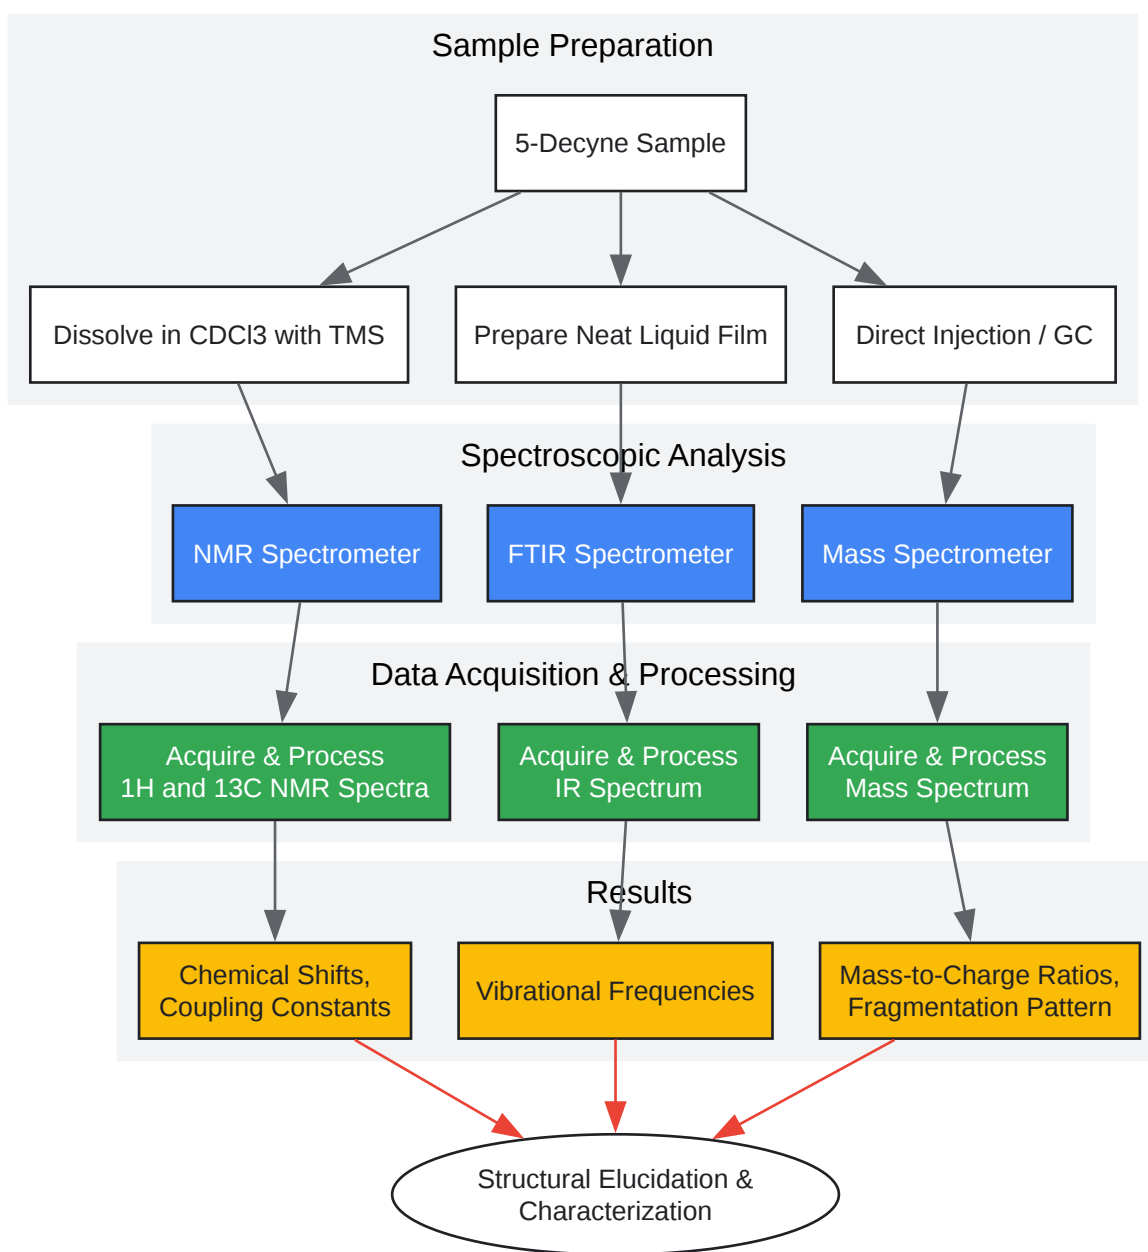 Sample Preparation
5-Decyne Sample
Dissolve in CDCl3 with TMS
Prepare Neat Liquid Film
Direct Injection / GC
Spectroscopic Analysis
NMR Spectrometer
FTIR Spectrometer
Mass Spectrometer
Data Acquisition & Processing
Acquire & Process
1H and 13C NMR Spectra
Acquire & Process
IR Spectrum
Acquire & Process
Mass Spectrum
Results
Chemical Shifts,
Coupling Constants
Vibrational Frequencies
Mass-to-Charge Ratios,
Fragmentation Pattern
Structural Elucidation &
Characterization